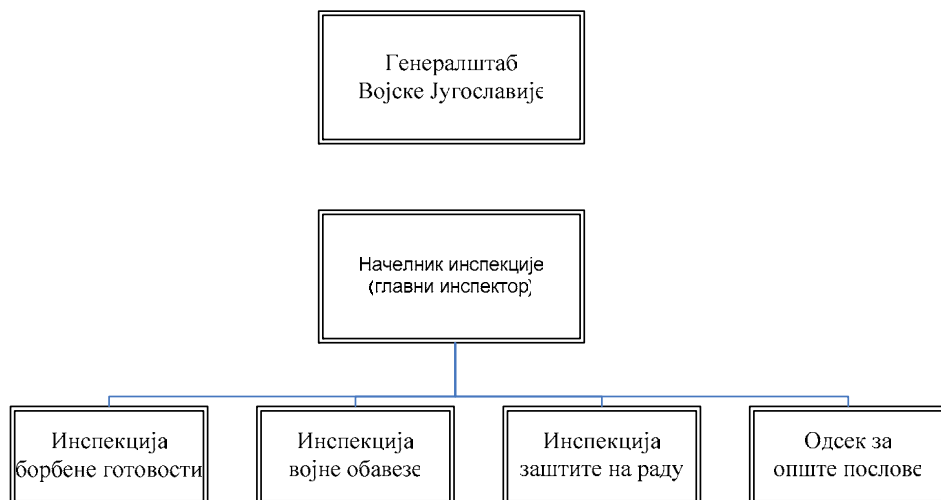 Генералштаб
Војске Југославије
Начелник инспекције
(главни инспектор)
Инспекција
борбене готовости
Инспекција
војне обавезе
Инспекција
заштите на раду
Одсек за
опште послове